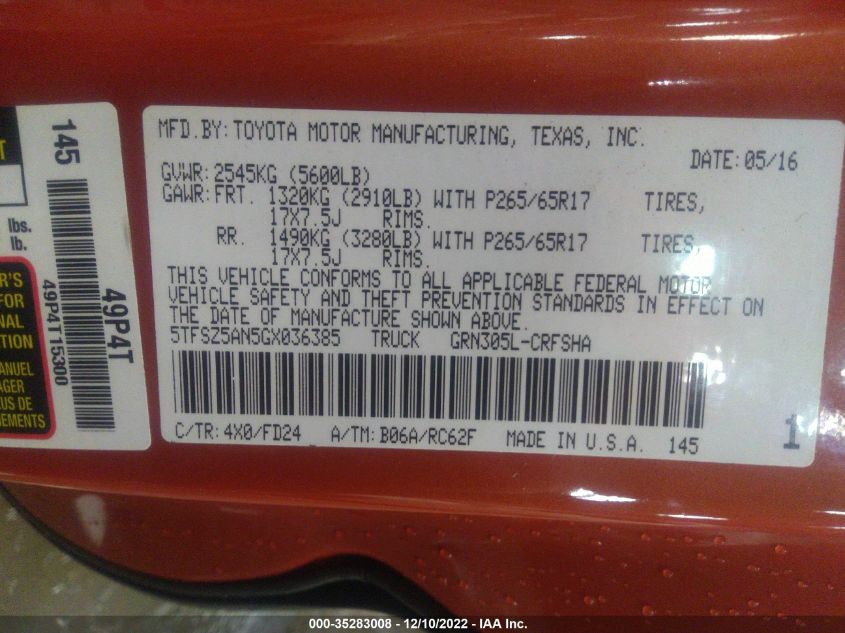 MFD.BY: TOYOTA MOTOR MANUFACTURING, TEXAS, INC.
DATE: 05/16
GVWR: 2545KG (5600LB)
GAWR: FRT. 1320KG (2910LB) WITH P265/65R17 TIRES,
17X7.5J RIMS.
RR. 1490KG (3280LB) WITH P265/65R17 TIRES,
17X7.5J RIMS.
THIS VEHICLE CONFORMS TO ALL APPLICABLE FEDERAL MOTOR
VEHICLE SAFETY AND THEFT PREVENTION STANDARDS IN EFFECT ON
THE DATE OF MANUFACTURE SHOWN ABOVE.
5TFSZ5AN5GX036385 TRUCK GRN305L-CRFSHA
C/TR: 4X0/FD24 A/TM: B06A/RC62F MADE IN U.S.A. 145
1
145
49P4T
49P4T15300
lbs.
lb.
FOR
MANUEL
DE
000-35283008 - 12/10/2022 - IAA Inc.